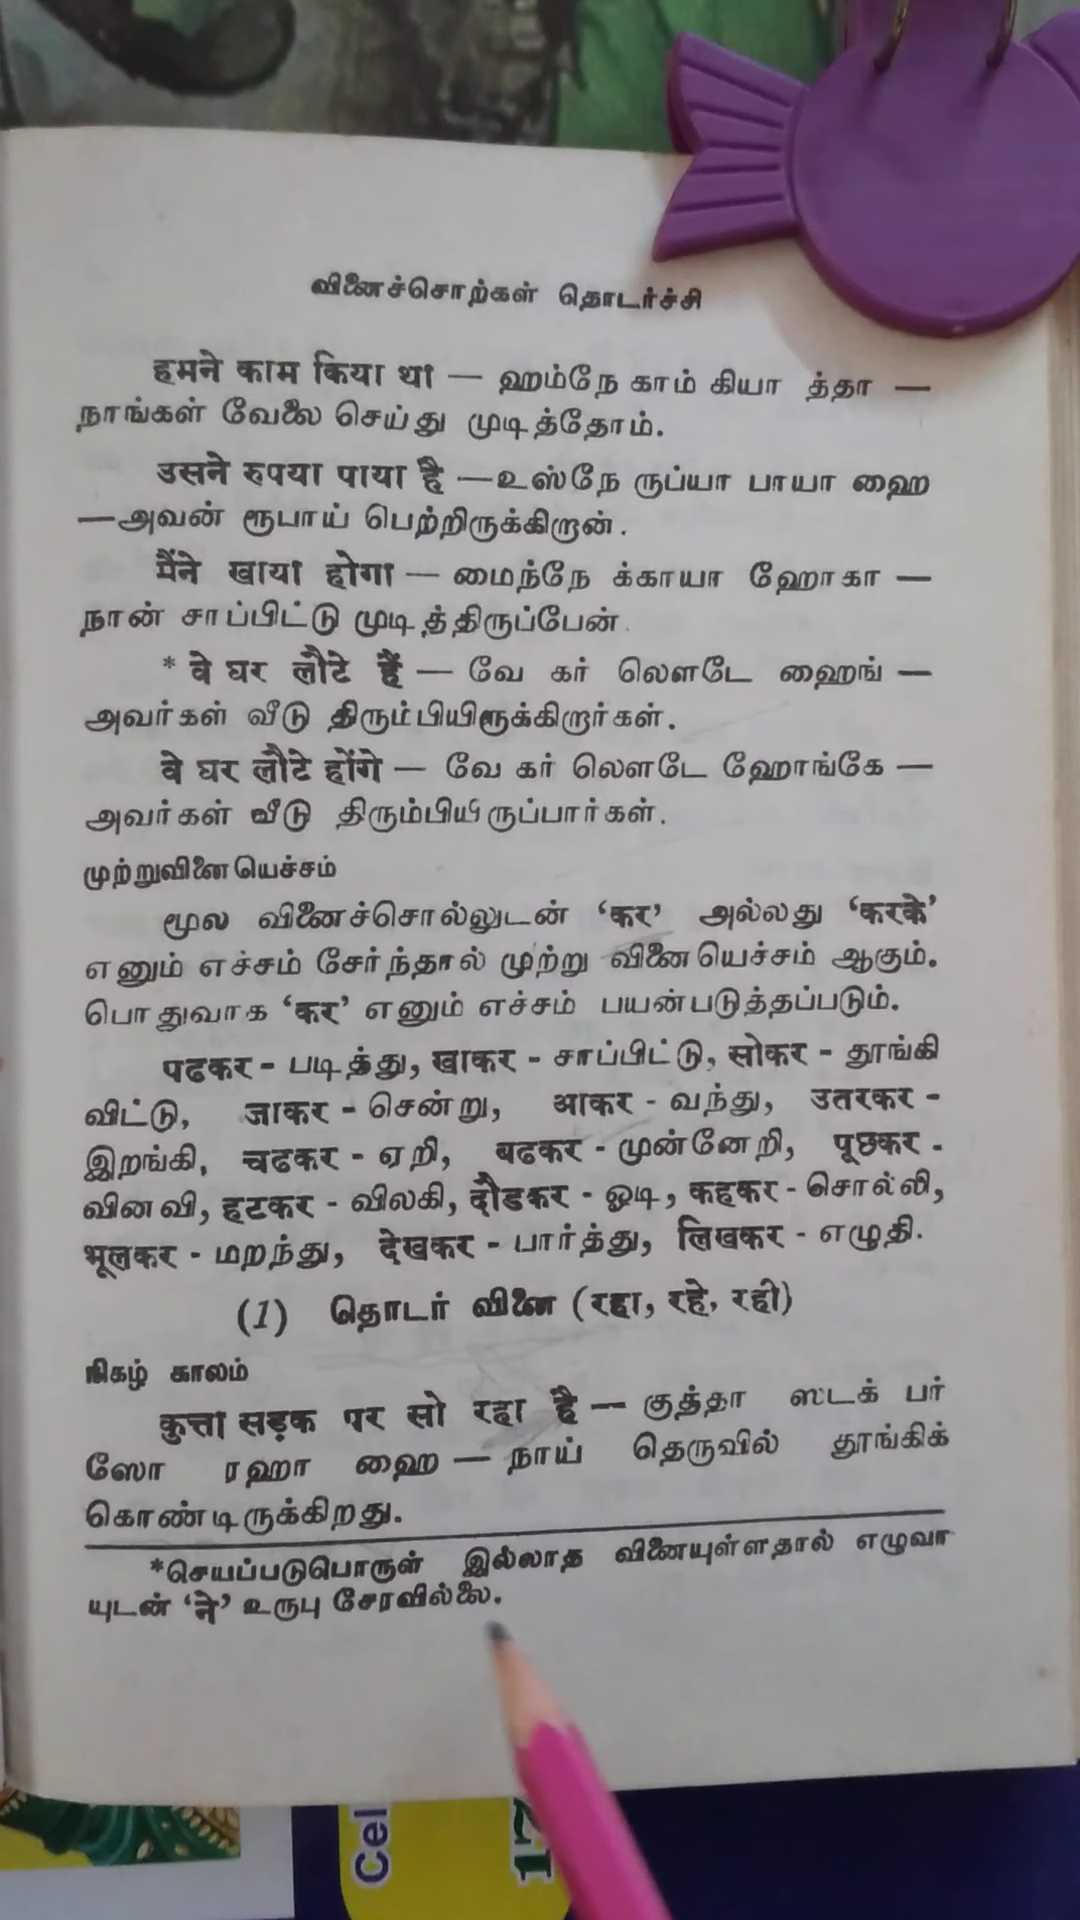 வினைச்சொற்கள் தொடர்ச்சி
हमने काम किया था — ஹம்நே காம் கியா த்தா —
நாங்கள் வேலை செய்து முடித்தோம்.
उसने रुपया पाया है — உஸ்நே ருப்யா பாயா ஹை
— அவன் ரூபாய் பெற்றிருக்கிறான்.
मैंने खाया होगा — மைந்நே க்காயா ஹோகா —
நான் சாப்பிட்டு முடித்திருப்பேன்.
* वे घर लौटे हैं — வே கர் லௌடே ஹைங் —
அவர்கள் வீடு திரும்பியிருக்கிறார்கள்.
वे घर लौटे होंगे — வே கர் லௌடே ஹோங்கே —
அவர்கள் வீடு திரும்பியிருப்பார்கள்.
முற்றுவினையெச்சம்
மூல வினைச்சொல்லுடன் ‘कर’ அல்லது ‘करके’
எனும் எச்சம் சேர்ந்தால் முற்று வினையெச்சம் ஆகும்.
பொதுவாக ‘कर’ எனும் எச்சம் பயன்படுத்தப்படும்.
पढकर - படித்து, खाकर - சாப்பிட்டு, सोकर - தூங்கி
விட்டு, जाकर - சென்று, आकर - வந்து, उतरकर -
இறங்கி, चढकर - ஏறி, बढकर - முன்னேறி, पूछकर -
வினவி, हटकर - விலகி, दौडकर - ஓடி, कहकर - சொல்லி,
भूलकर - மறந்து, देखकर - பார்த்து, लिखकर - எழுதி.
(1) தொடர் வினை (रहा, रहे, रही)
நிகழ் காலம்
कुत्ता सड़क पर सो रहा है — குத்தா ஸடக் பர்
ஸோ ரஹா ஹை — நாய் தெருவில் தூங்கிக்
கொண்டிருக்கிறது.
*செயப்படுபொருள் இல்லாத வினையுள்ளதால் எழுவா
யுடன் ‘ने’ உருபு சேரவில்லை.
Cel
17